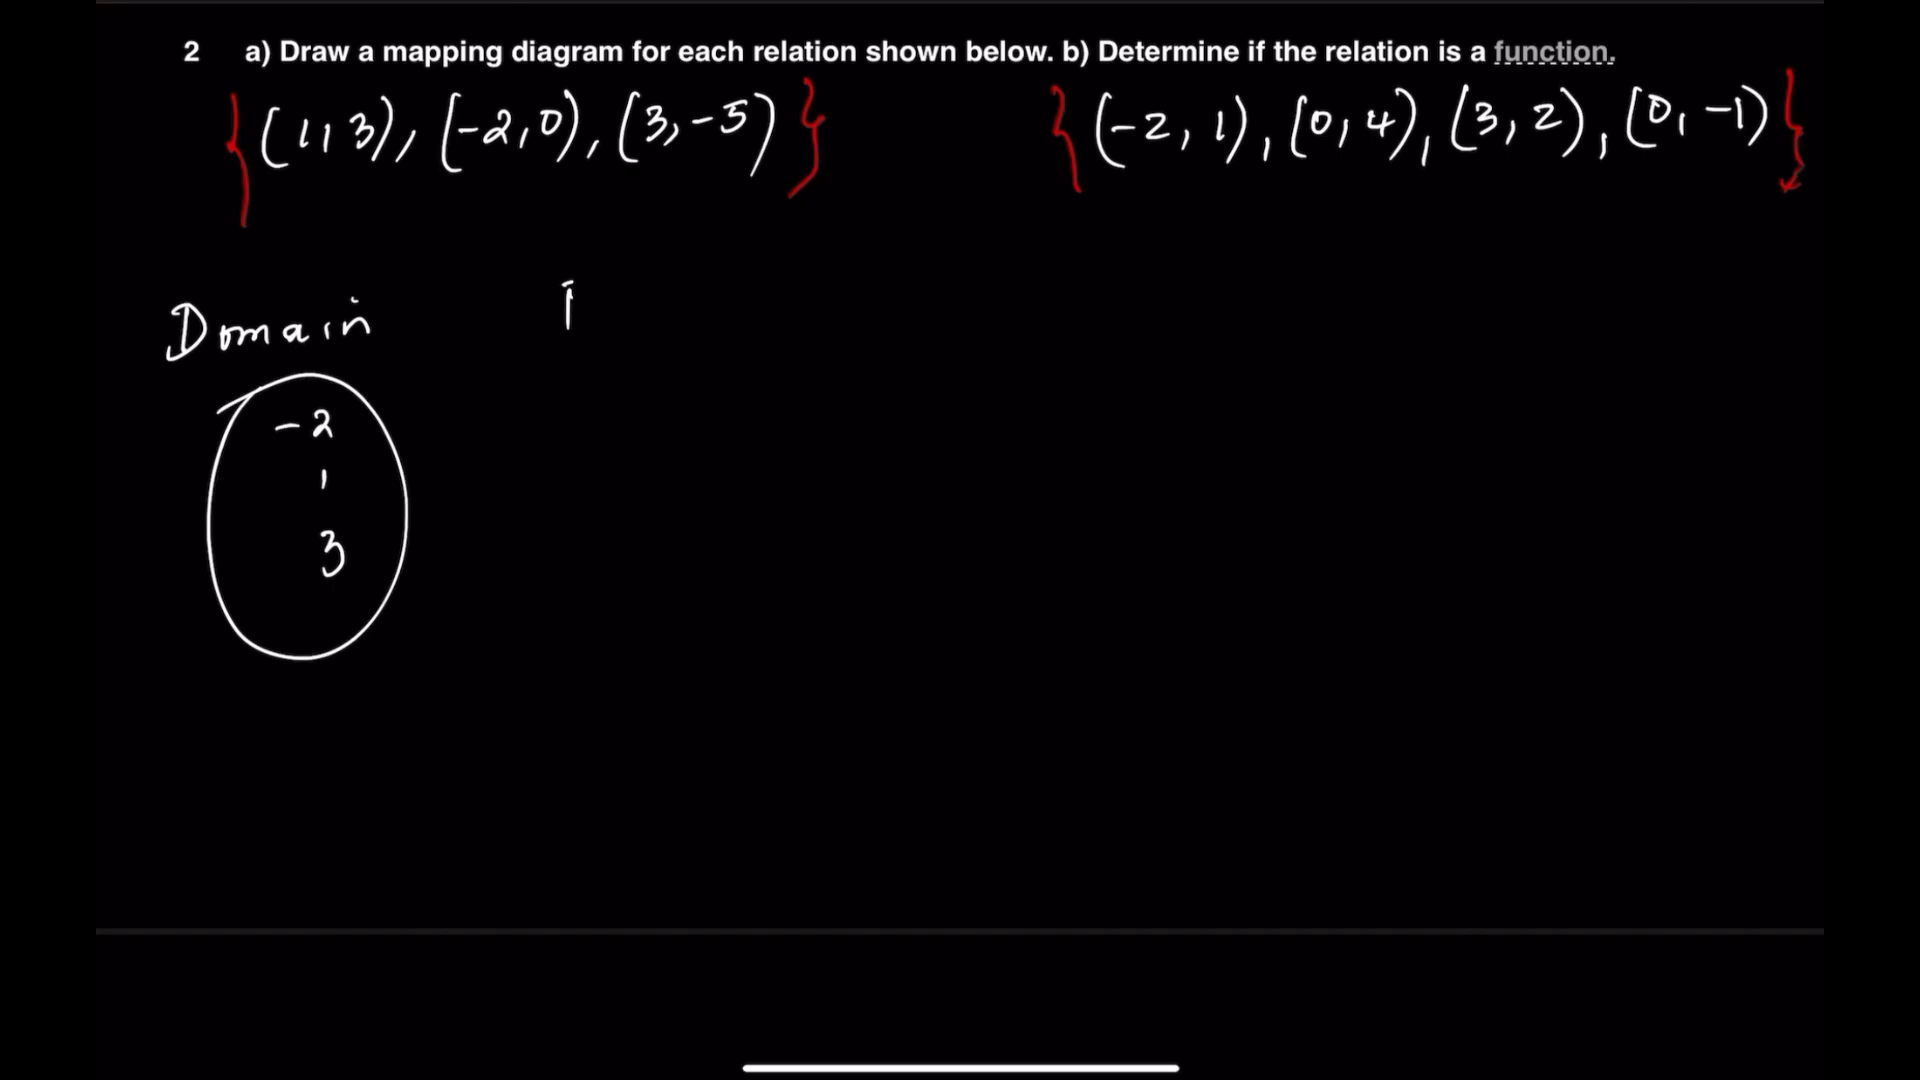 2 a) Draw a mapping diagram for each relation shown below. b) Determine if the relation is a function.
{(1,3), (-2,0), (3,-5)} {(-2,1), (0,4), (3,2), (0,-1)}
Domain
-2
1
3